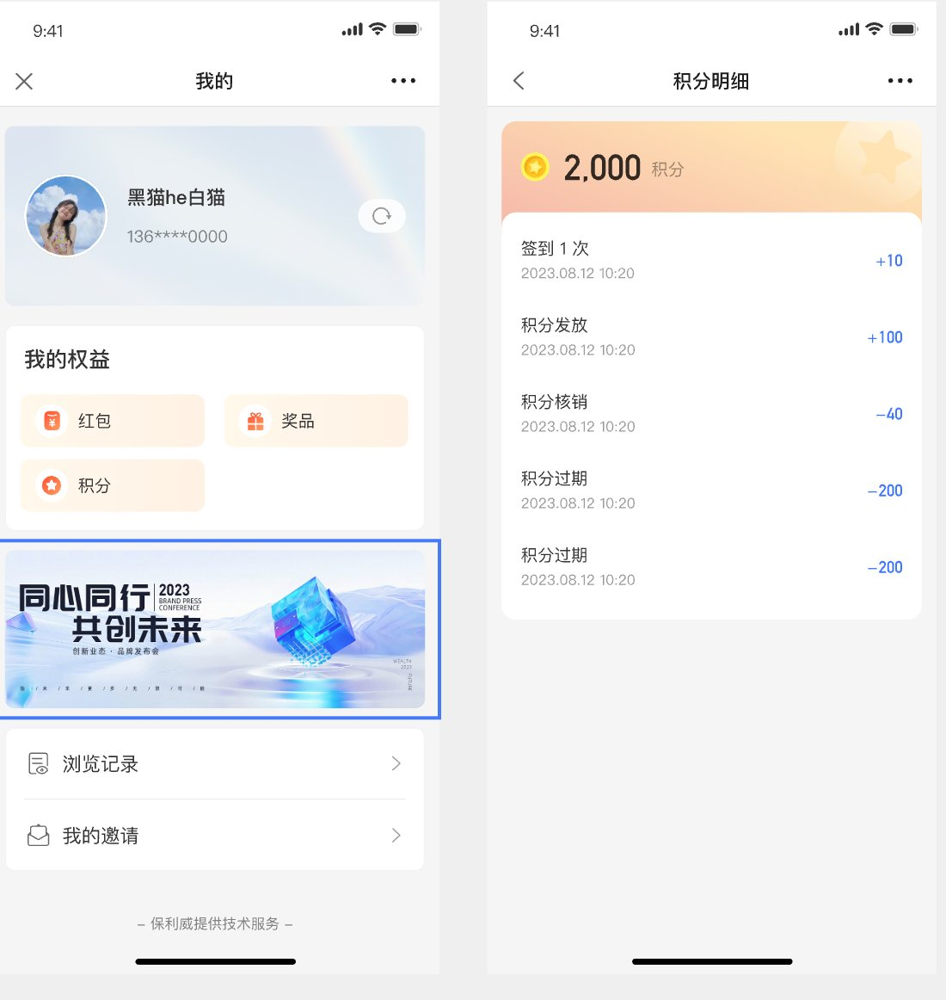 9:41
我的
黑猫he白猫
136****0000
我的权益
红包
奖品
积分
同心同行
2023
BRAND PRESS
CONFERENCE
共创未来
创新业态 · 品牌发布会
WEALTH
2023
FUTURE
浏览记录
我的邀请
– 保利威提供技术服务 –
9:41
积分明细
2,000 积分
签到 1 次
+10
2023.08.12 10:20
积分发放
+100
2023.08.12 10:20
积分核销
–40
2023.08.12 10:20
积分过期
–200
2023.08.12 10:20
积分过期
–200
2023.08.12 10:20